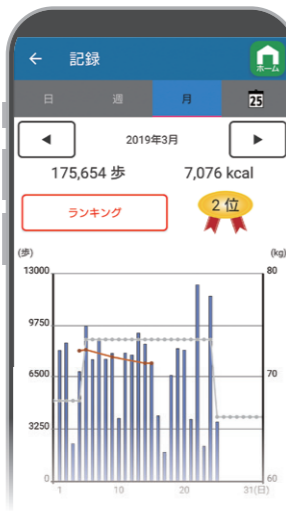 ← 記録
ホーム
日 週 月 25
◀ 2019年3月 ▶
175,654 歩 7,076 kcal
ランキング 2 位
(歩) (kg)
13000 80
9750
6500 70
3250
0 60
1 10 20 31(日)